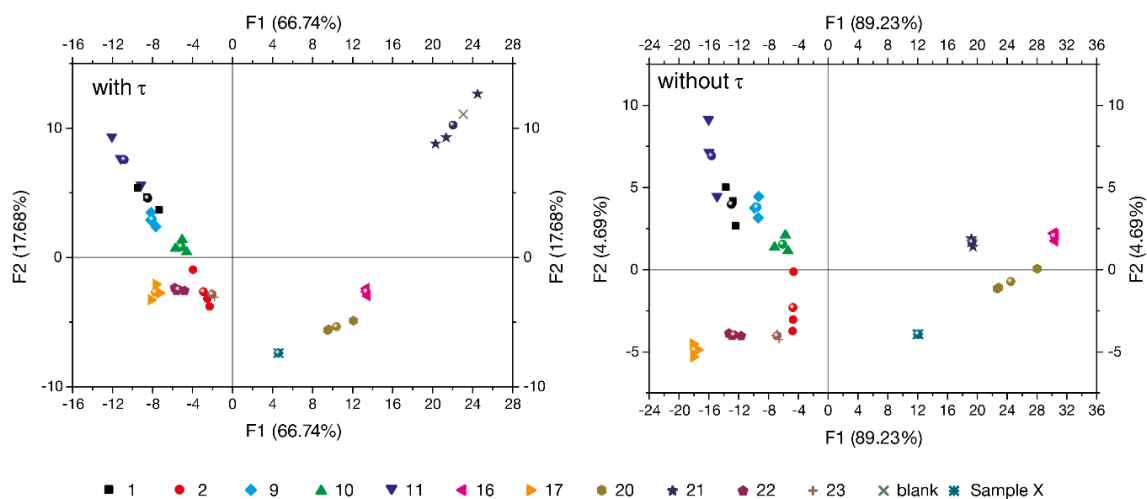 F1 (66.74%)
-16 -12 -8 -4 0 4 8 12 16 20 24 28
with τ
10
0
-10
F2 (17.68%)
10
0
-10
F2 (17.68%)
-16 -12 -8 -4 0 4 8 12 16 20 24 28
F1 (66.74%)
F1 (89.23%)
-24 -20 -16 -12 -8 -4 0 4 8 12 16 20 24 28 32 36
without τ
10
5
0
-5
F2 (4.69%)
10
5
0
-5
F2 (4.69%)
-24 -20 -16 -12 -8 -4 0 4 8 12 16 20 24 28 32 36
F1 (89.23%)
1 2 9 10 11 16 17 20 21 22 23 blank Sample X